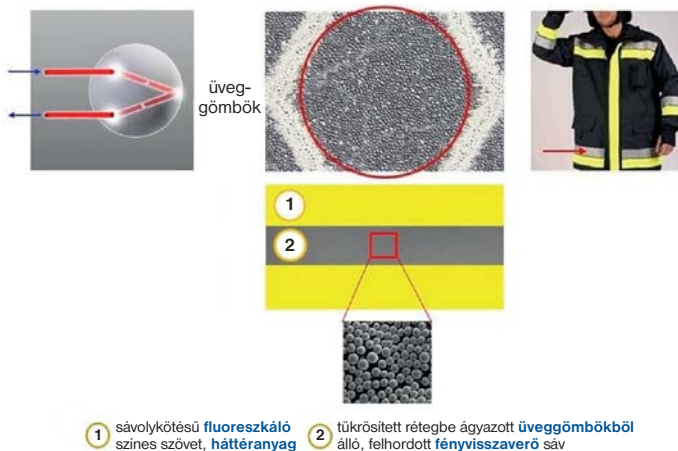 üveg-
gömbök
1
2
1 sávolykötésű fluoreszkáló
színes szövet, háttéranyag
2 tükrösített rétegbe ágyazott üveggömbökből
álló, felhordott fényvisszaverő sáv